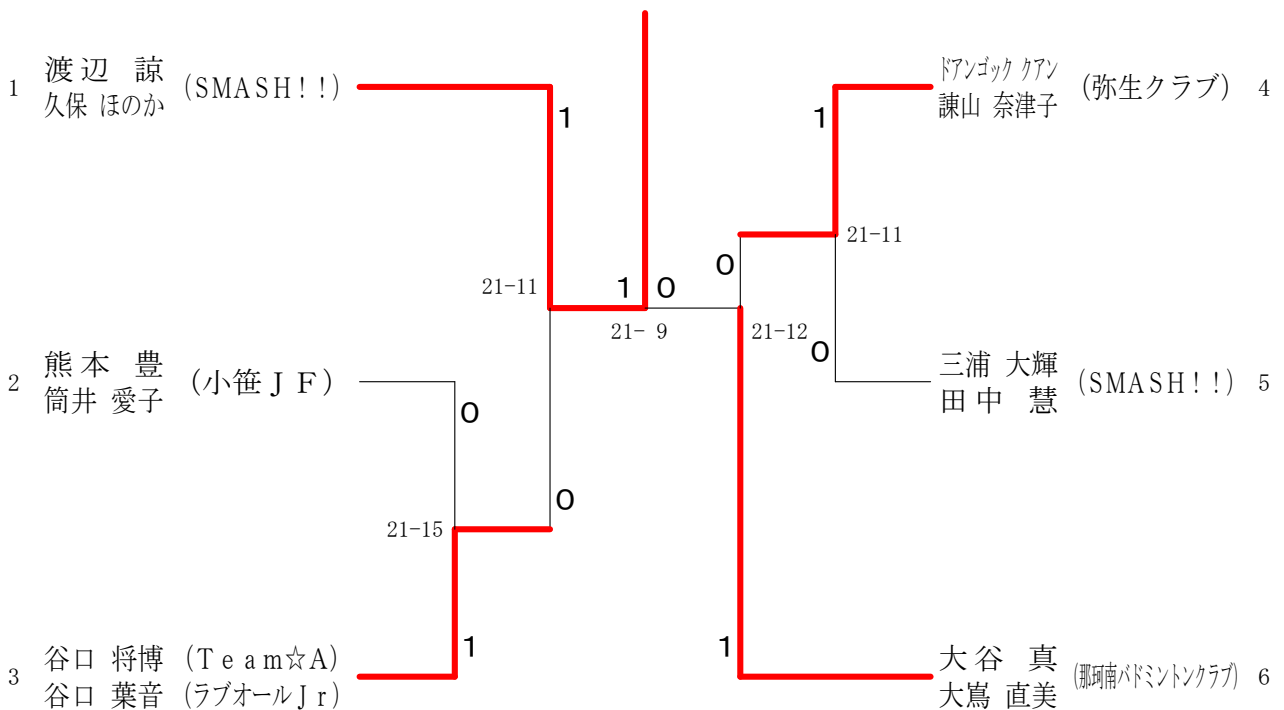 1 渡辺 諒 (SMASH!!)
久保 ほのか
ドアンゴック クアン (弥生クラブ) 4
諌山 奈津子
1
1
21-11
0
21-11
1 0
21- 9
21-12
0
2 熊本 豊 (小笹JF)
筒井 愛子
三浦 大輝 (SMASH!!) 5
田中 慧
0
0
21-15
1
1
3 谷口 将博 (Team☆A)
谷口 葉音 (ラブオールJr)
大谷 真 (那珂南バドミントンクラブ) 6
大嶌 直美